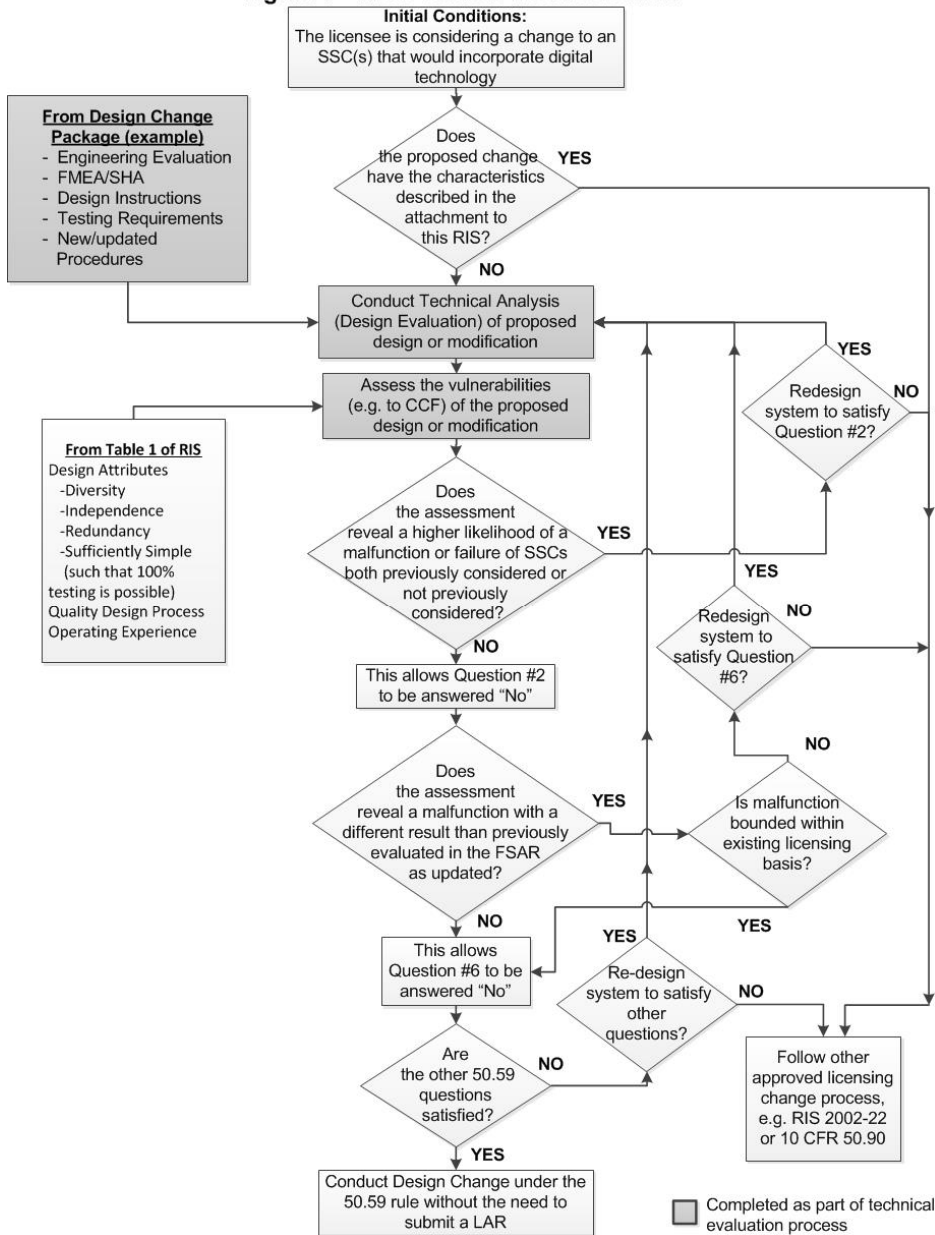 Initial Conditions:
The licensee is considering a change to an
SSC(s) that would incorporate digital
technology
From Design Change
Package (example)
- Engineering Evaluation
- FMEA/SHA
- Design Instructions
- Testing Requirements
- New/updated
Procedures
Does
the proposed change
have the characteristics
described in the
attachment to
this RIS?
YES
NO
Conduct Technical Analysis
(Design Evaluation) of proposed
design or modification
YES
Redesign
system to satisfy
Question #2?
NO
Assess the vulnerabilities
(e.g. to CCF) of the proposed
design or modification
From Table 1 of RIS
Design Attributes
-Diversity
-Independence
-Redundancy
-Sufficiently Simple
(such that 100%
testing is possible)
Quality Design Process
Operating Experience
Does
the assessment
reveal a higher likelihood of a
malfunction or failure of SSCs
both previously considered or
not previously
considered?
YES
NO
YES
Redesign
system to
satisfy Question
#6?
NO
This allows Question #2
to be answered “No”
NO
Does
the assessment
reveal a malfunction with a
different result than previously
evaluated in the FSAR
as updated?
YES
Is malfunction
bounded within
existing licensing
basis?
NO
YES
This allows
Question #6 to be
answered “No”
YES
Re-design
system to satisfy
other
questions?
NO
Are
the other 50.59
questions
satisfied?
NO
Follow other
approved licensing
change process,
e.g. RIS 2002-22
or 10 CFR 50.90
YES
Conduct Design Change under the
50.59 rule without the need to
submit a LAR
Completed as part of technical
evaluation process